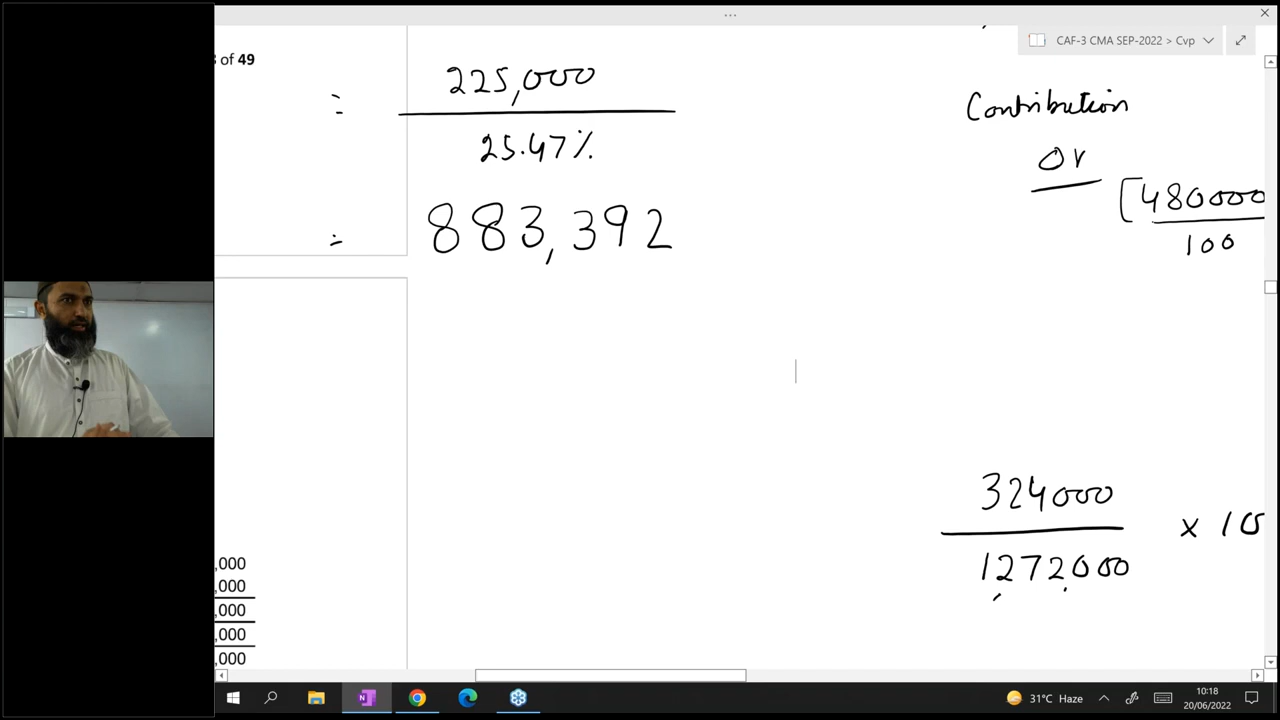 CAF-3 CMA SEP-2022 > Cvp
of 49
= 225,000
25.47%
= 883,392
Contribution
Or
[480000
100
324000
1272000
x 10
,000
,000
,000
,000
,000
31°C Haze
10:18
20/06/2022